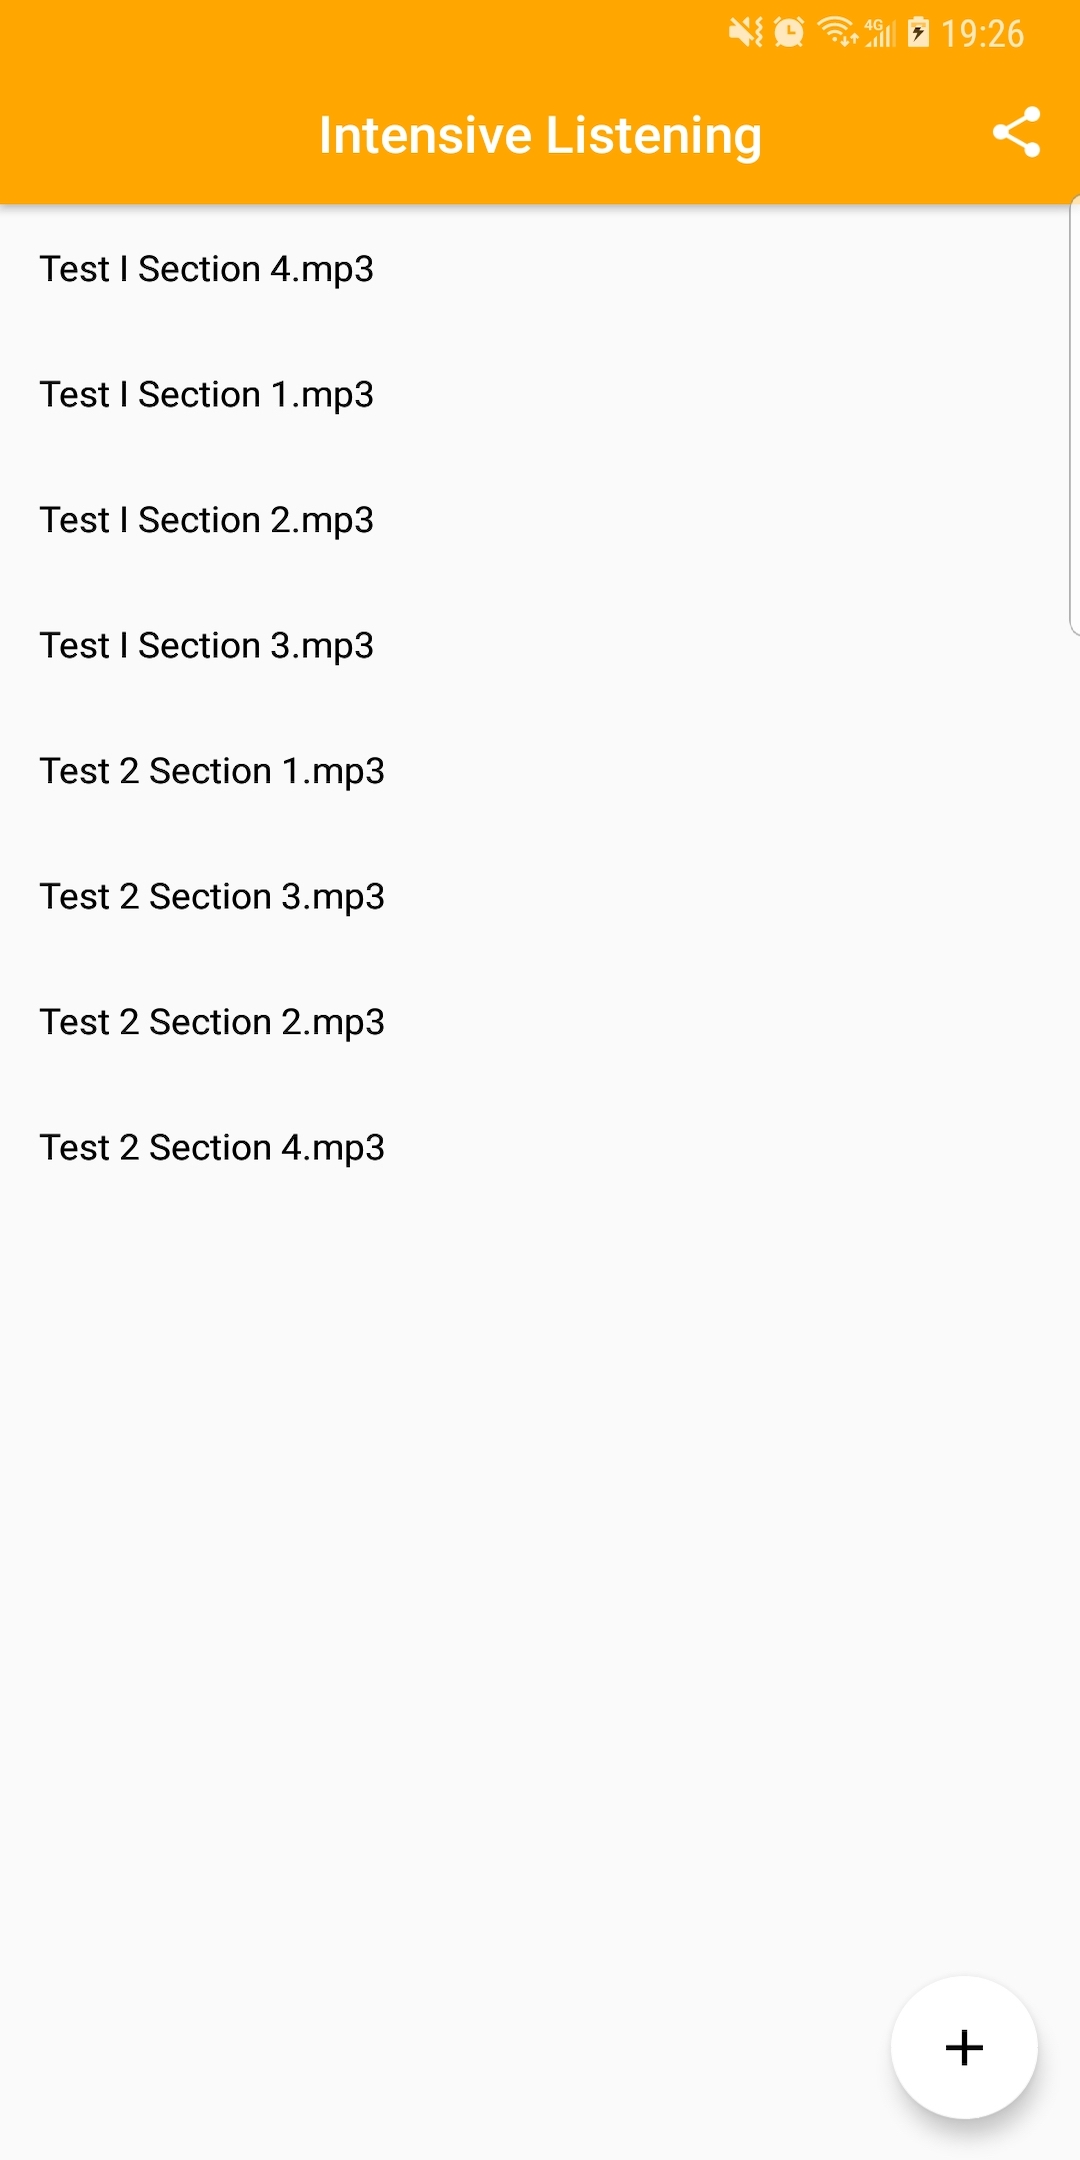 4G 19:26
Intensive Listening
Test I Section 4.mp3
Test I Section 1.mp3
Test I Section 2.mp3
Test I Section 3.mp3
Test 2 Section 1.mp3
Test 2 Section 3.mp3
Test 2 Section 2.mp3
Test 2 Section 4.mp3